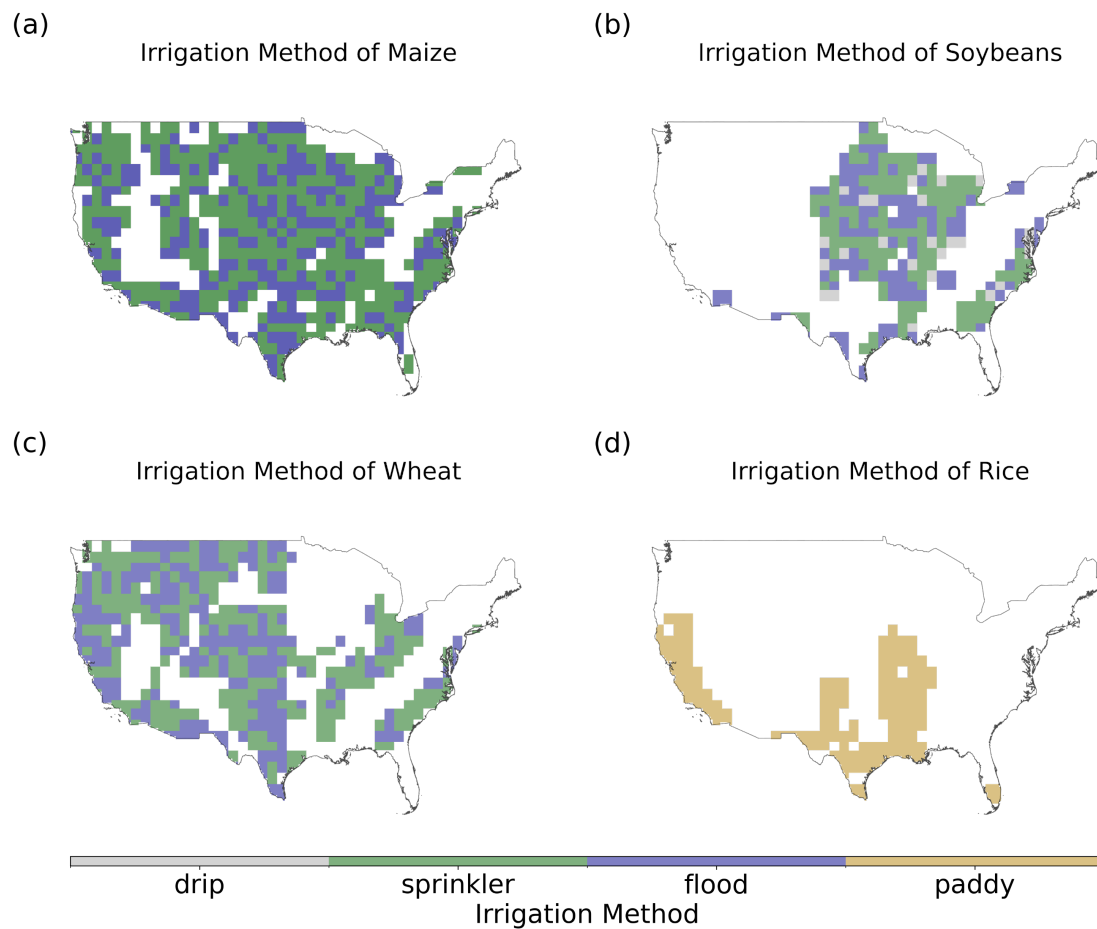 (a)
Irrigation Method of Maize
(b)
Irrigation Method of Soybeans
(c)
Irrigation Method of Wheat
(d)
Irrigation Method of Rice
drip sprinkler flood paddy
Irrigation Method